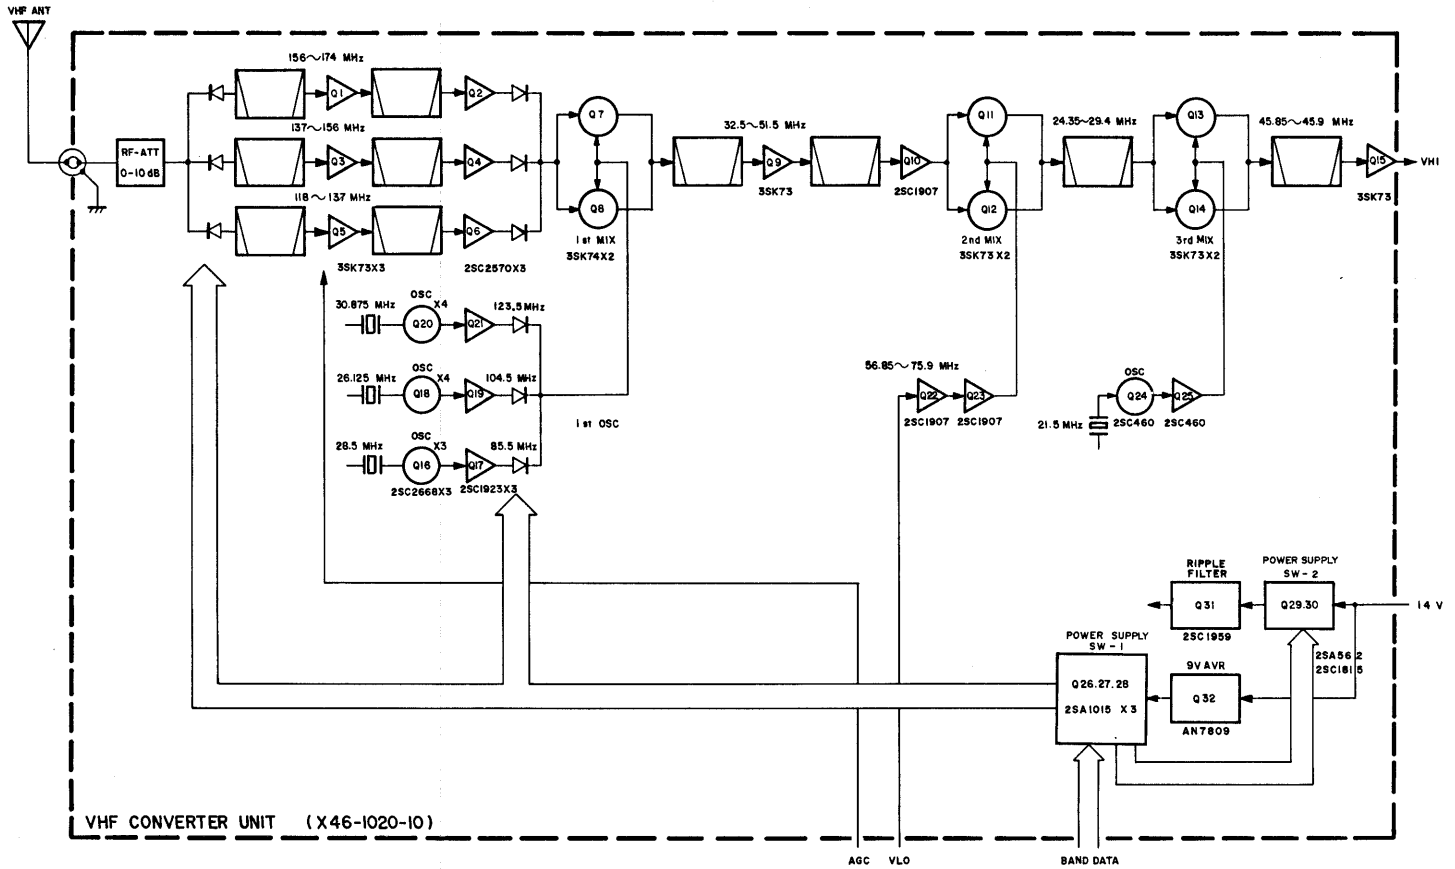 VHF ANT
156～174 MHz
Q1
Q2
137～156 MHz
RF-ATT
0-10dB
Q3
Q4
118～137 MHz
Q5
Q6
3SK73X3
2SC2570X3
Q7
Q8
1st MIX
3SK74X2
32.5～51.5 MHz
Q9
3SK73
Q10
2SC1907
Q11
Q12
2nd MIX
3SK73X2
24.35～29.4 MHz
Q13
Q14
3rd MIX
3SK73X2
45.85～45.9 MHz
Q15
3SK73
VHI
30.875 MHz
OSC
X4
Q20
Q21
123.5MHz
26.125 MHz
OSC
X4
Q18
Q19
104.5 MHz
1st OSC
28.5 MHz
OSC
X3
Q16
Q17
85.5 MHz
2SC2668X3
2SC1923X3
56.85～75.9 MHz
Q22
Q23
2SC1907
2SC1907
OSC
Q24
Q25
21.5 MHz
2SC460
2SC460
RIPPLE
FILTER
Q31
2SC1959
POWER SUPPLY
SW-2
Q29.30
14 V
2SA562
2SC1815
POWER SUPPLY
SW-1
Q26.27.28
2SA1015 X3
9V AVR
Q32
AN7809
VHF CONVERTER UNIT (X46-1020-10)
AGC
VLO
BAND DATA